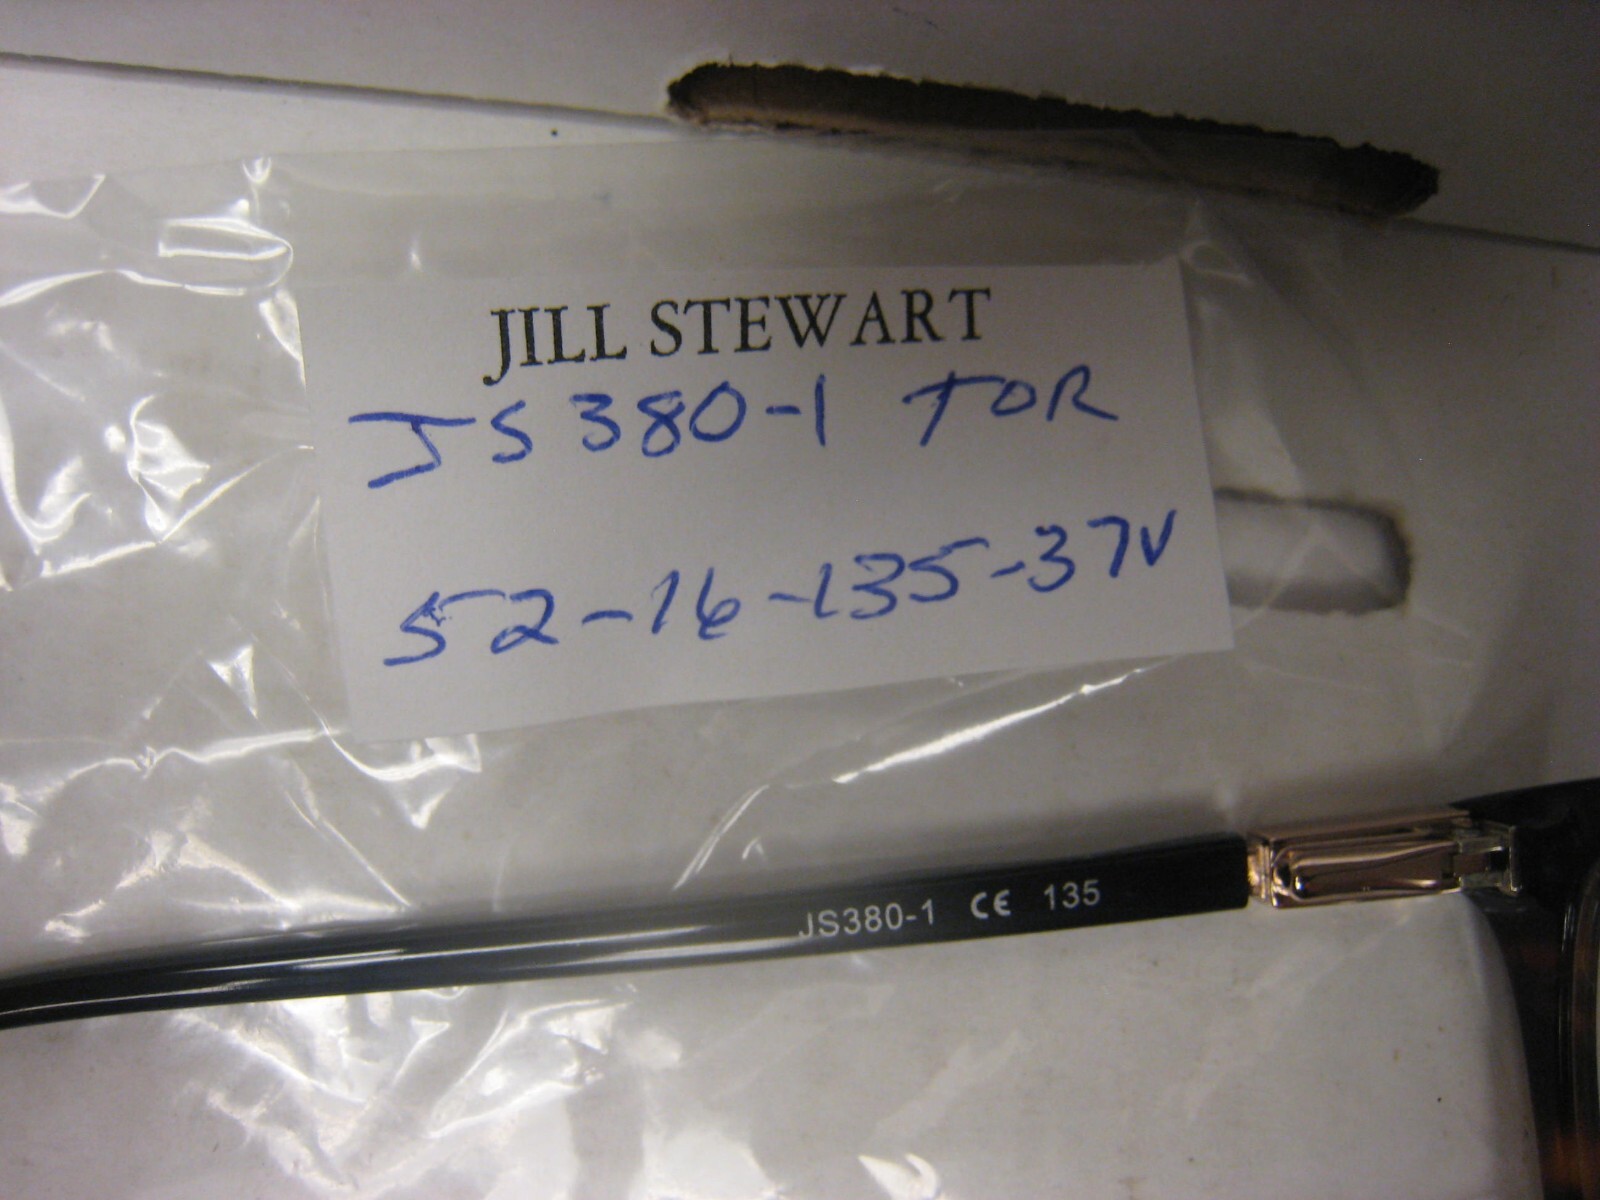 JILL STEWART
JS380-1 TOR
52-16-135-37V
JS380-1 CE 135